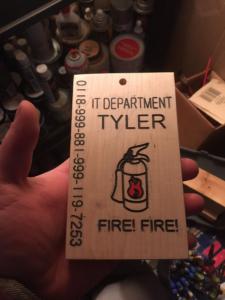 IT DEPARTMENT
TYLER
0118-999-881-999-119-7253
FIRE! FIRE!